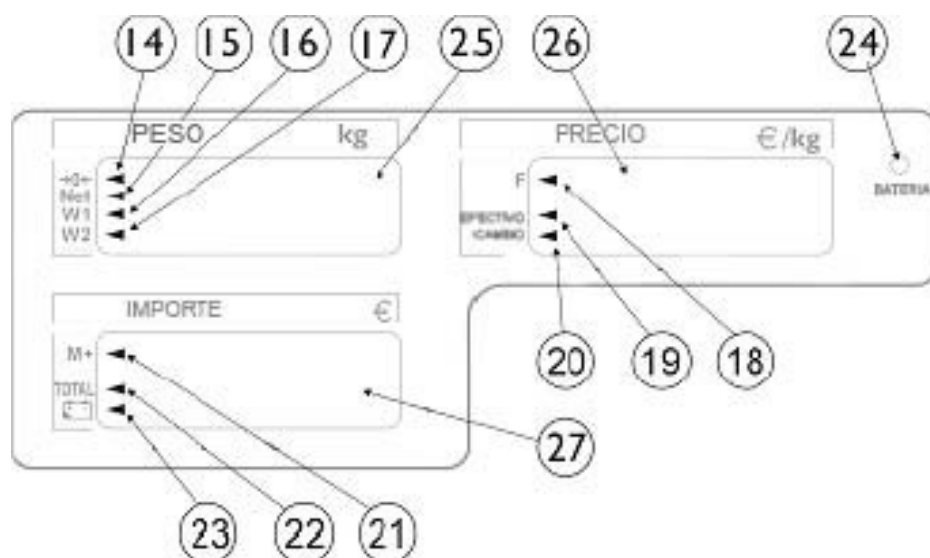 14 15 16 17 25 26 24
PESO kg
PRECIO €/kg
→0←
Net
W1
W2
F
EFECTIVO
CAMBIO
BATERIA
IMPORTE €
M+
TOTAL
20 19 18
27
23 22 21